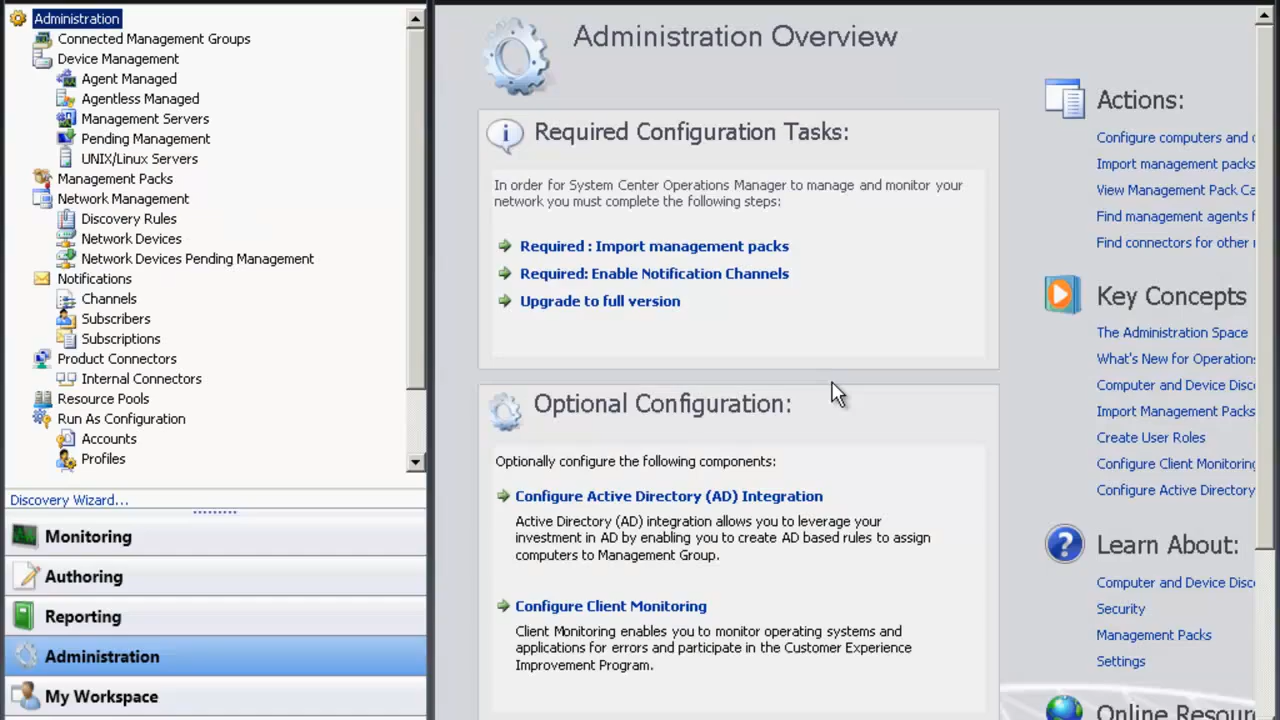 Administration
Connected Management Groups
Device Management
Agent Managed
Agentless Managed
Management Servers
Pending Management
UNIX/Linux Servers
Management Packs
Network Management
Discovery Rules
Network Devices
Network Devices Pending Management
Notifications
Channels
Subscribers
Subscriptions
Product Connectors
Internal Connectors
Resource Pools
Run As Configuration
Accounts
Profiles
Discovery Wizard...
Monitoring
Authoring
Reporting
Administration
My Workspace
Administration Overview
Required Configuration Tasks:
In order for System Center Operations Manager to manage and monitor your
network you must complete the following steps:
Required : Import management packs
Required: Enable Notification Channels
Upgrade to full version
Optional Configuration:
Optionally configure the following components:
Configure Active Directory (AD) Integration
Active Directory (AD) integration allows you to leverage your
investment in AD by enabling you to create AD based rules to assign
computers to Management Group.
Configure Client Monitoring
Client Monitoring enables you to monitor operating systems and
applications for errors and participate in the Customer Experience
Improvement Program.
Actions:
Configure computers and
Import management packs
View Management Pack Ca
Find management agents f
Find connectors for other
Key Concepts
The Administration Space
What's New for Operation
Computer and Device Disc
Import Management Packs
Create User Roles
Configure Client Monitoring
Configure Active Directory
Learn About:
Computer and Device Disc
Security
Management Packs
Settings
Online Resour